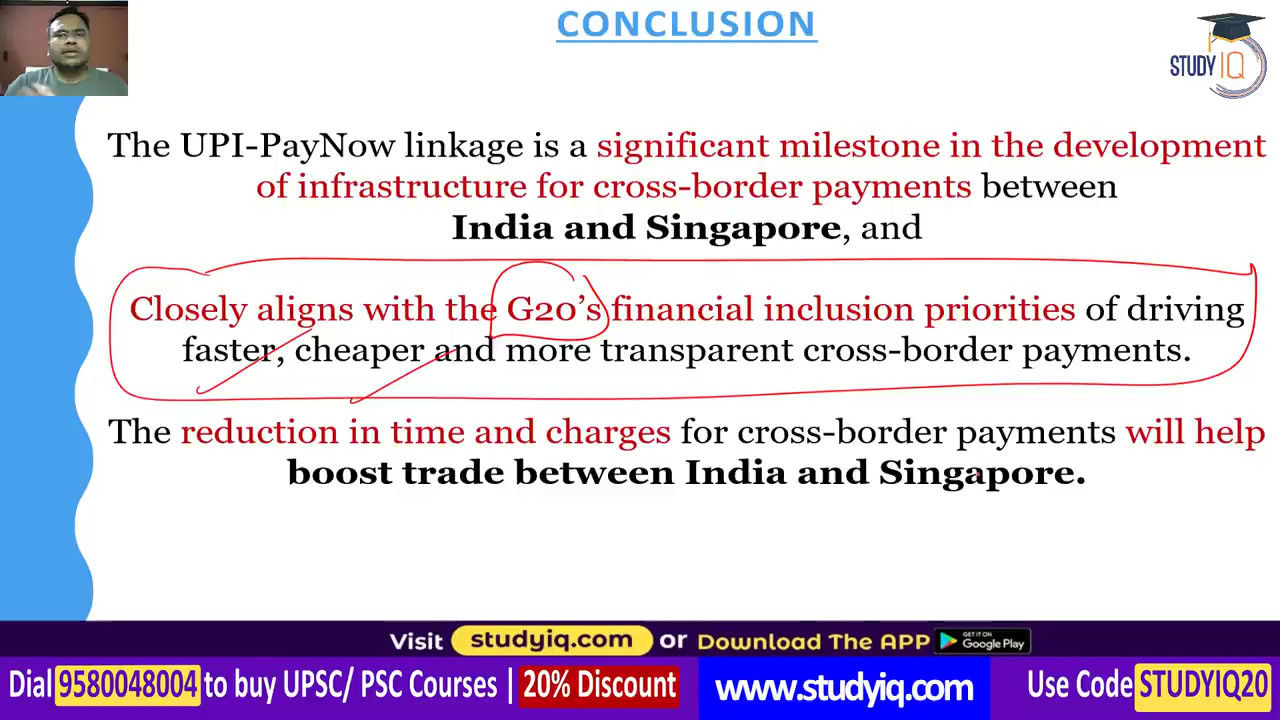 CONCLUSION
STUDY IQ
The UPI-PayNow linkage is a significant milestone in the development
of infrastructure for cross-border payments between
India and Singapore, and
Closely aligns with the G20's financial inclusion priorities of driving
faster, cheaper and more transparent cross-border payments.
The reduction in time and charges for cross-border payments will help
boost trade between India and Singapore.
Visit studyiq.com or Download The APP GET IT ON Google Play
Dial 9580048004 to buy UPSC/ PSC Courses | 20% Discount www.studyiq.com Use Code STUDYIQ20